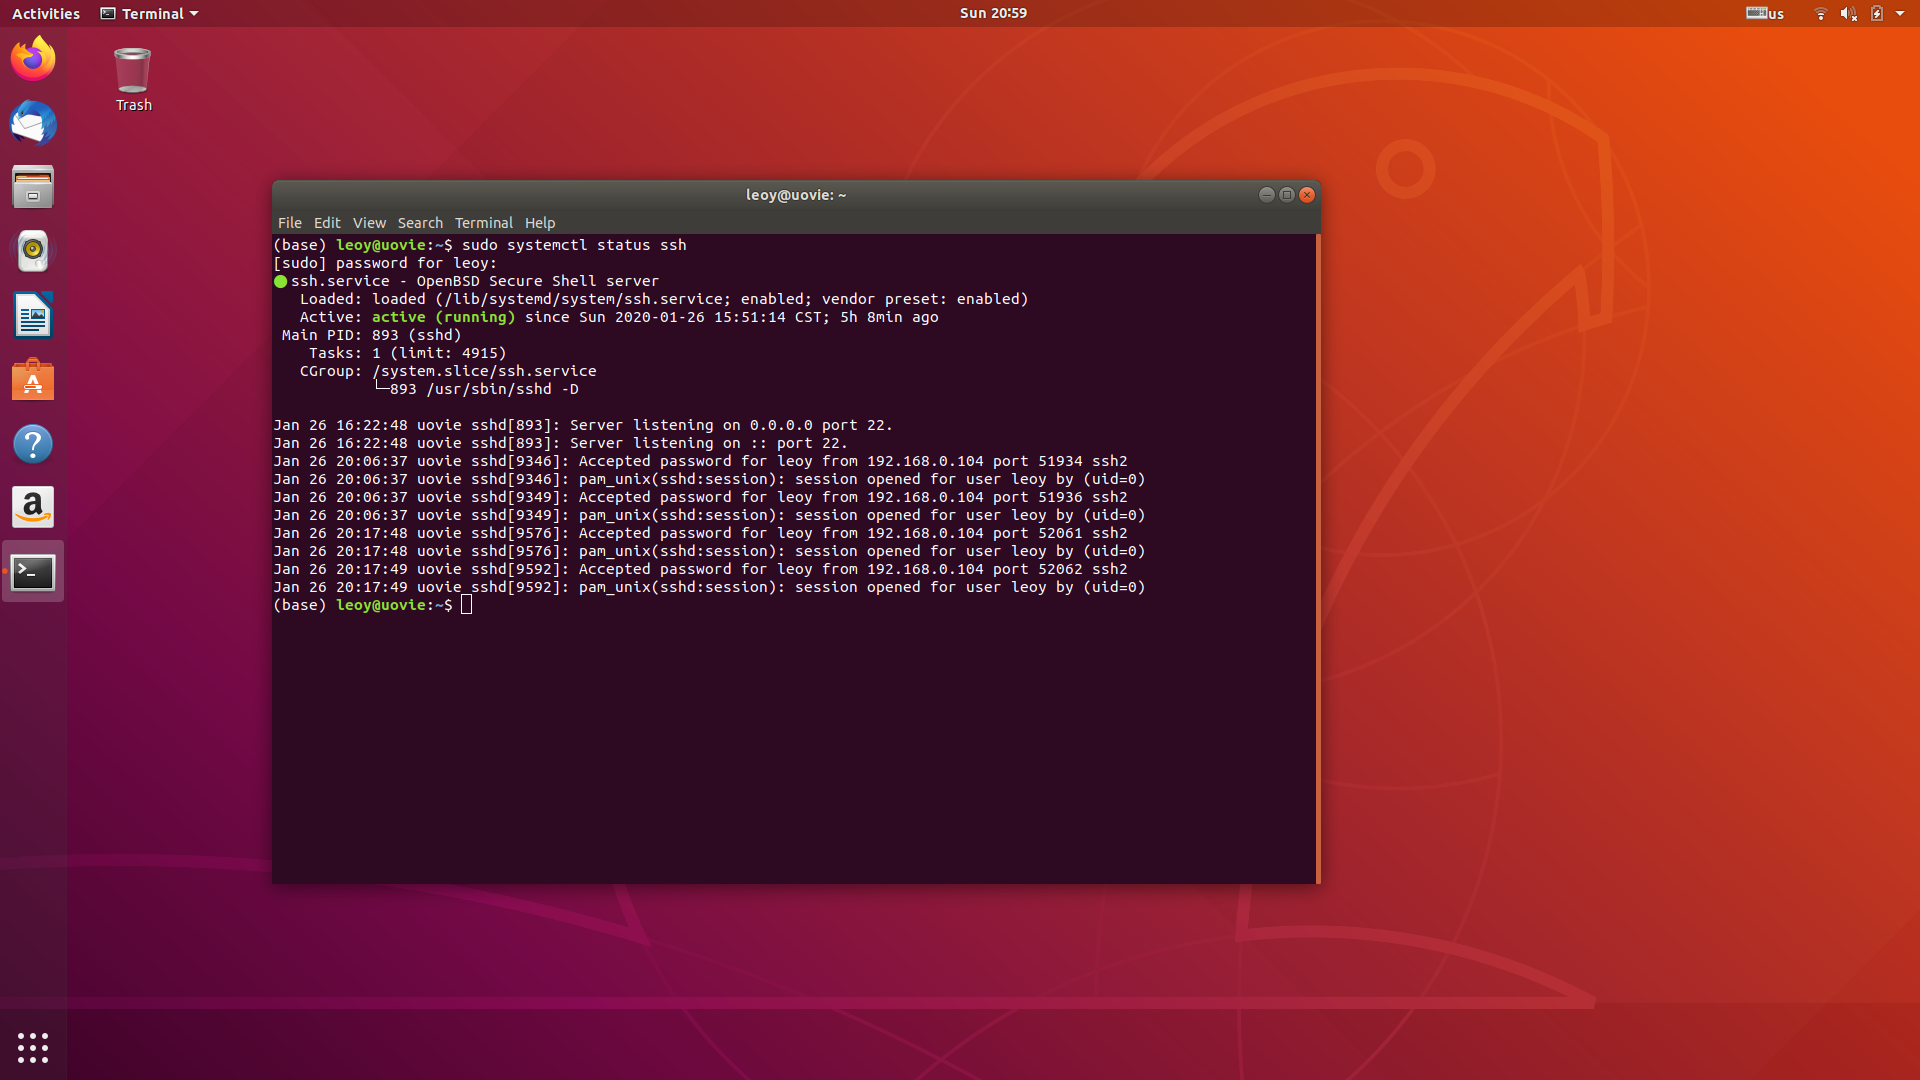 Activities Terminal Sun 20:59 us
Trash
leoy@uovie: ~
File Edit View Search Terminal Help
(base) leoy@uovie:~$ sudo systemctl status ssh
[sudo] password for leoy:
● ssh.service - OpenBSD Secure Shell server
   Loaded: loaded (/lib/systemd/system/ssh.service; enabled; vendor preset: enabled)
   Active: active (running) since Sun 2020-01-26 15:51:14 CST; 5h 8min ago
 Main PID: 893 (sshd)
    Tasks: 1 (limit: 4915)
   CGroup: /system.slice/ssh.service
           └─893 /usr/sbin/sshd -D
Jan 26 16:22:48 uovie sshd[893]: Server listening on 0.0.0.0 port 22.
Jan 26 16:22:48 uovie sshd[893]: Server listening on :: port 22.
Jan 26 20:06:37 uovie sshd[9346]: Accepted password for leoy from 192.168.0.104 port 51934 ssh2
Jan 26 20:06:37 uovie sshd[9346]: pam_unix(sshd:session): session opened for user leoy by (uid=0)
Jan 26 20:06:37 uovie sshd[9349]: Accepted password for leoy from 192.168.0.104 port 51936 ssh2
Jan 26 20:06:37 uovie sshd[9349]: pam_unix(sshd:session): session opened for user leoy by (uid=0)
Jan 26 20:17:48 uovie sshd[9576]: Accepted password for leoy from 192.168.0.104 port 52061 ssh2
Jan 26 20:17:48 uovie sshd[9576]: pam_unix(sshd:session): session opened for user leoy by (uid=0)
Jan 26 20:17:49 uovie sshd[9592]: Accepted password for leoy from 192.168.0.104 port 52062 ssh2
Jan 26 20:17:49 uovie sshd[9592]: pam_unix(sshd:session): session opened for user leoy by (uid=0)
(base) leoy@uovie:~$